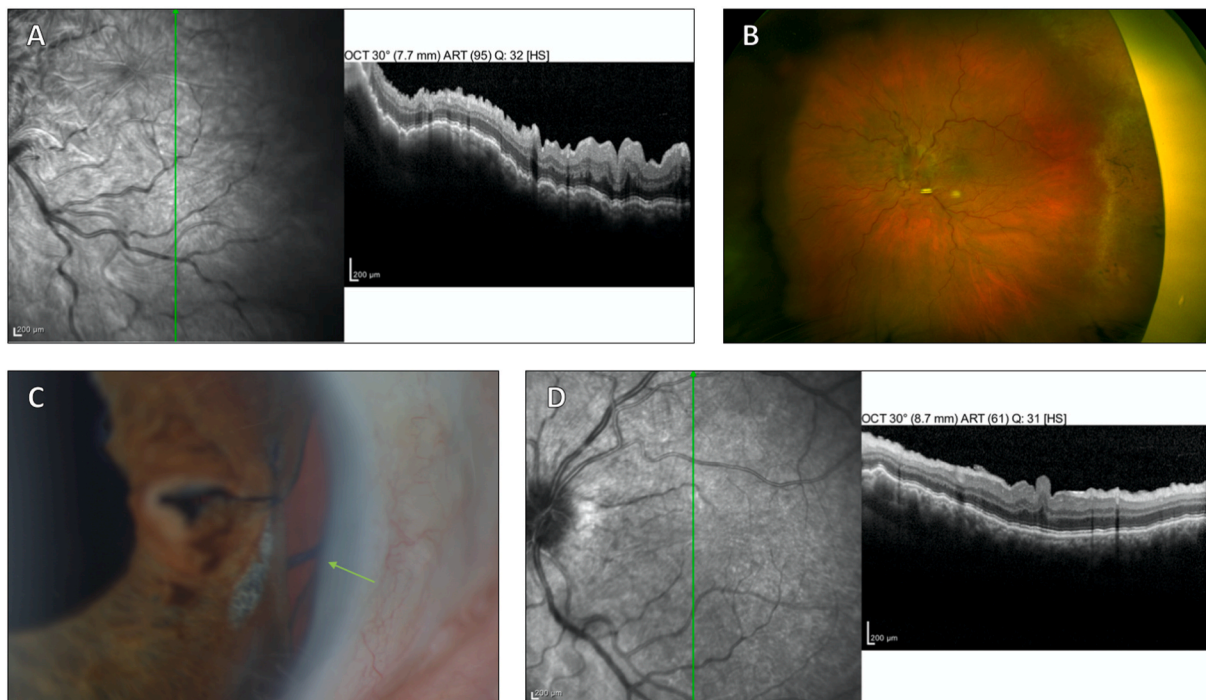 A
OCT 30° (7.7 mm) ART (95) Q: 32 [HS]
200 µm
200 µm
B
C
D
OCT 30° (8.7 mm) ART (61) Q: 31 [HS]
200 µm
200 µm